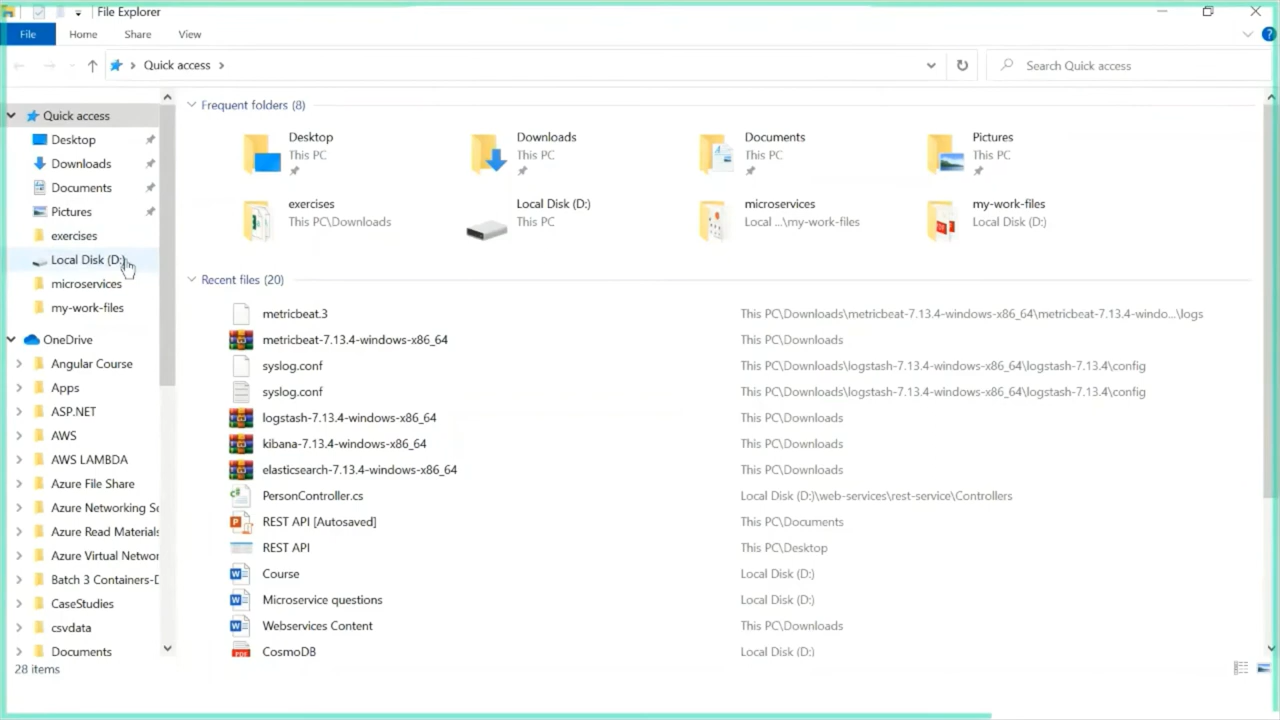 File Explorer
File Home Share View
Quick access
Search Quick access
Quick access
Desktop
Downloads
Documents
Pictures
exercises
Local Disk (D:)
microservices
my-work-files
OneDrive
Angular Course
Apps
ASP.NET
AWS
AWS LAMBDA
Azure File Share
Azure Networking Se
Azure Read Materials
Azure Virtual Networ
Batch 3 Containers-D
CaseStudies
csvdata
Documents
Frequent folders (8)
Desktop
This PC
Downloads
This PC
Documents
This PC
Pictures
This PC
exercises
This PC\Downloads
Local Disk (D:)
This PC
microservices
Local ...\my-work-files
my-work-files
Local Disk (D:)
Recent files (20)
metricbeat.3 This PC\Downloads\metricbeat-7.13.4-windows-x86_64\metricbeat-7.13.4-windo...\logs
metricbeat-7.13.4-windows-x86_64 This PC\Downloads
syslog.conf This PC\Downloads\logstash-7.13.4-windows-x86_64\logstash-7.13.4\config
syslog.conf This PC\Downloads\logstash-7.13.4-windows-x86_64\logstash-7.13.4\config
logstash-7.13.4-windows-x86_64 This PC\Downloads
kibana-7.13.4-windows-x86_64 This PC\Downloads
elasticsearch-7.13.4-windows-x86_64 This PC\Downloads
PersonController.cs Local Disk (D:)\web-services\rest-service\Controllers
REST API [Autosaved] This PC\Documents
REST API This PC\Desktop
Course Local Disk (D:)
Microservice questions Local Disk (D:)
Webservices Content This PC\Downloads
CosmoDB Local Disk (D:)
28 items